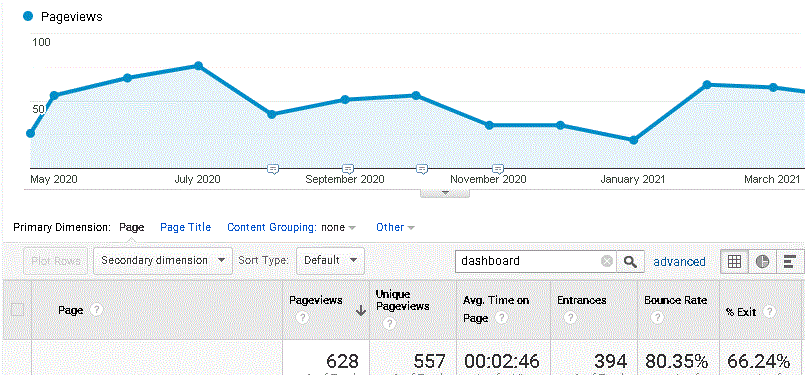 Pageviews
100
50
May 2020 July 2020 September 2020 November 2020 January 2021 March 2021
Primary Dimension: Page Page Title Content Grouping: none Other
Plot Rows Secondary dimension Sort Type: Default dashboard advanced
Page ? Pageviews ? Unique Pageviews ? Avg. Time on Page ? Entrances ? Bounce Rate ? % Exit ?
628 557 00:02:46 394 80.35% 66.24%